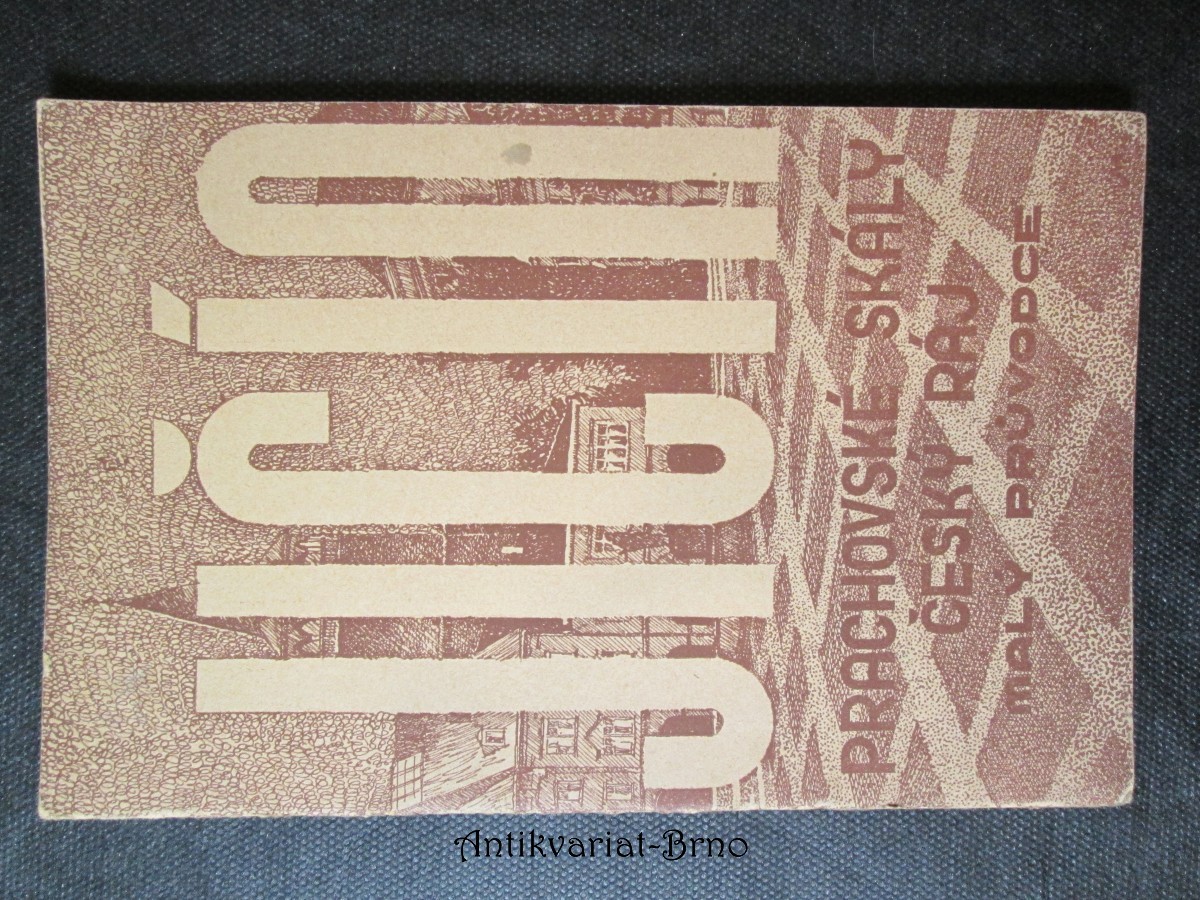 JIČÍN
PRACHOVSKÉ SKÁLY
ČESKÝ RÁJ
MALÝ PRŮVODCE
Antikvariat-Brno